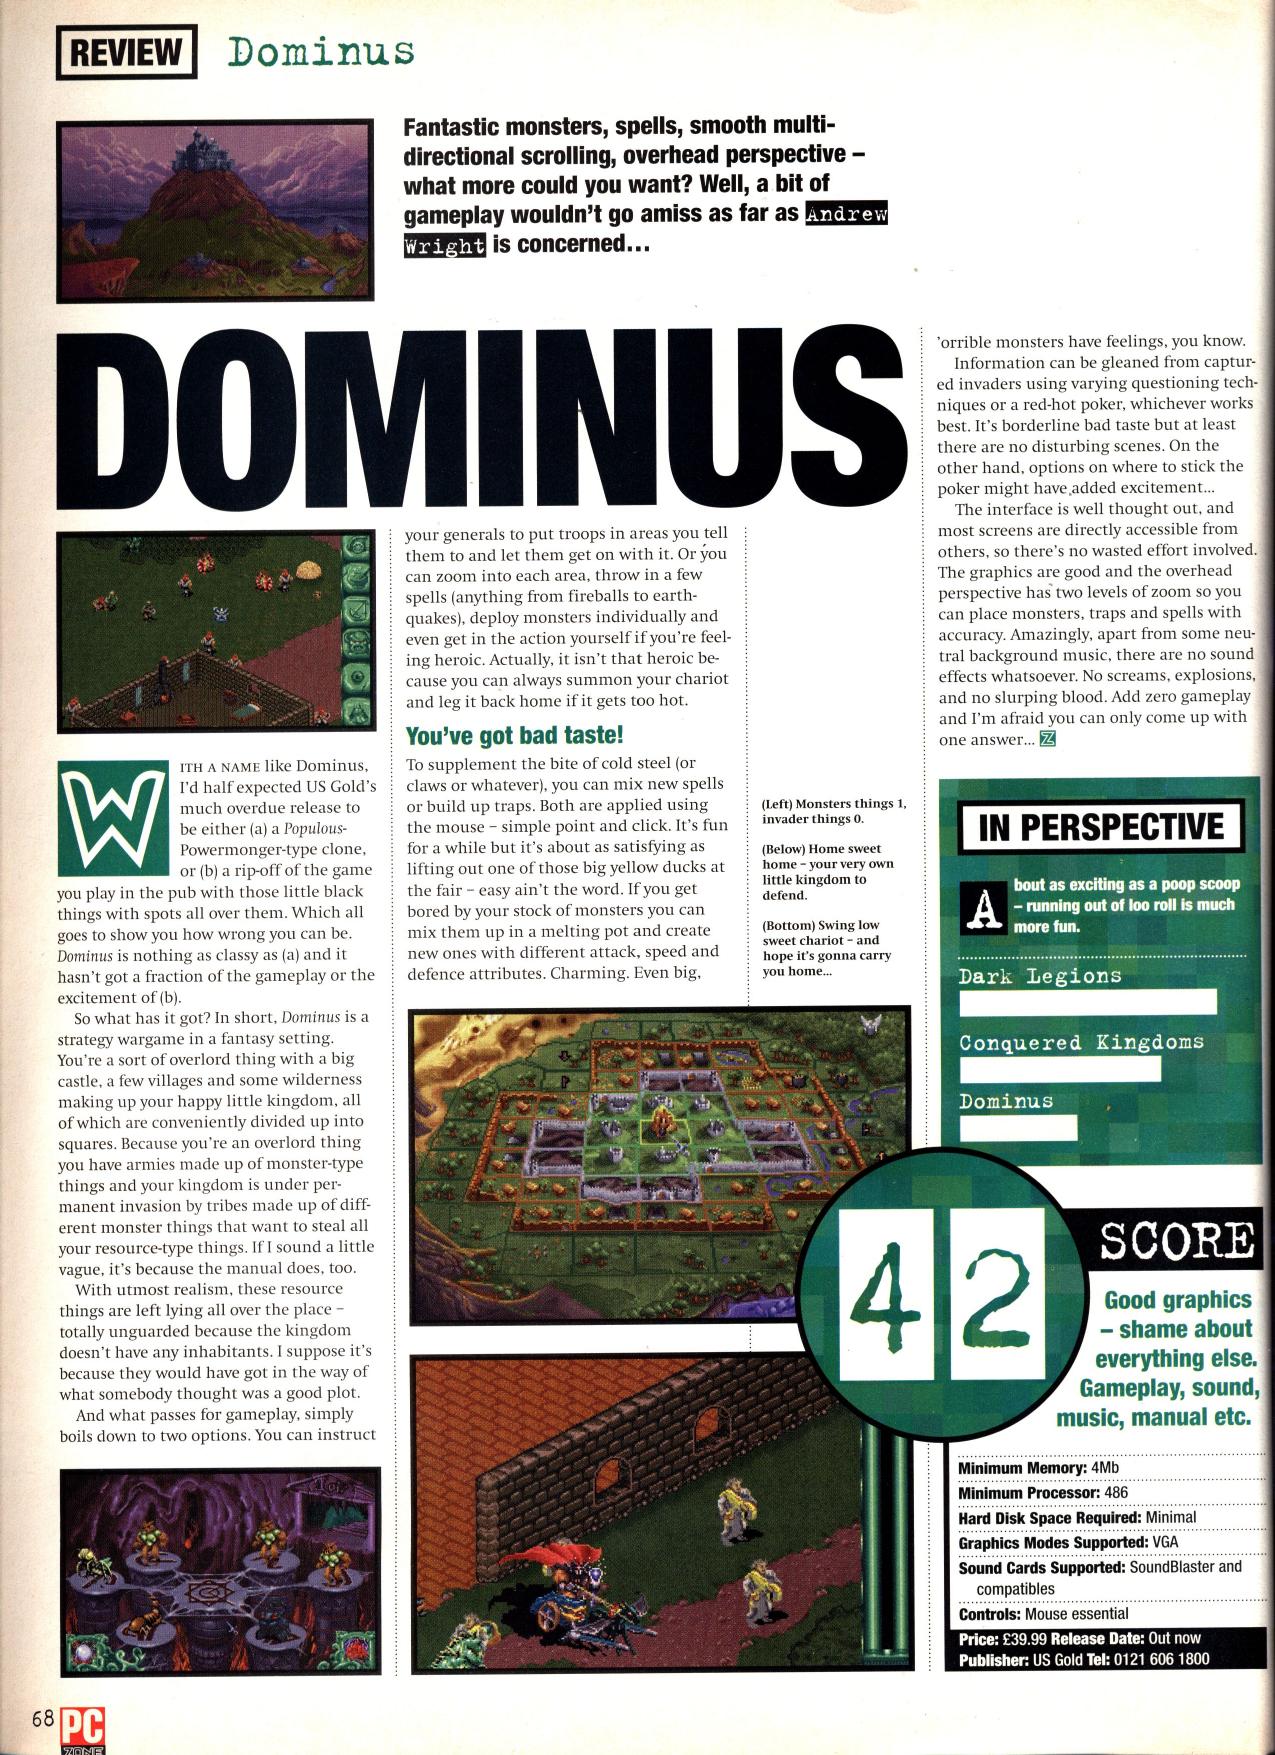 REVIEW Dominus
Fantastic monsters, spells, smooth multi-
directional scrolling, overhead perspective –
what more could you want? Well, a bit of
gameplay wouldn't go amiss as far as Andrew
Wright is concerned...
DOMINUS
WITH A NAME like Dominus,
I'd half expected US Gold's
much overdue release to
be either (a) a Populous-
Powermonger-type clone,
or (b) a rip-off of the game
you play in the pub with those little black
things with spots all over them. Which all
goes to show you how wrong you can be.
Dominus is nothing as classy as (a) and it
hasn't got a fraction of the gameplay or the
excitement of (b).
So what has it got? In short, Dominus is a
strategy wargame in a fantasy setting.
You're a sort of overlord thing with a big
castle, a few villages and some wilderness
making up your happy little kingdom, all
of which are conveniently divided up into
squares. Because you're an overlord thing
you have armies made up of monster-type
things and your kingdom is under per-
manent invasion by tribes made up of diff-
erent monster things that want to steal all
your resource-type things. If I sound a little
vague, it's because the manual does, too.
With utmost realism, these resource
things are left lying all over the place –
totally unguarded because the kingdom
doesn't have any inhabitants. I suppose it's
because they would have got in the way of
what somebody thought was a good plot.
And what passes for gameplay, simply
boils down to two options. You can instruct
your generals to put troops in areas you tell
them to and let them get on with it. Or you
can zoom into each area, throw in a few
spells (anything from fireballs to earth-
quakes), deploy monsters individually and
even get in the action yourself if you're feel-
ing heroic. Actually, it isn't that heroic be-
cause you can always summon your chariot
and leg it back home if it gets too hot.
You've got bad taste!
To supplement the bite of cold steel (or
claws or whatever), you can mix new spells
or build up traps. Both are applied using
the mouse – simple point and click. It's fun
for a while but it's about as satisfying as
lifting out one of those big yellow ducks at
the fair – easy ain't the word. If you get
bored by your stock of monsters you can
mix them up in a melting pot and create
new ones with different attack, speed and
defence attributes. Charming. Even big,
'orrible monsters have feelings, you know.
Information can be gleaned from captur-
ed invaders using varying questioning tech-
niques or a red-hot poker, whichever works
best. It's borderline bad taste but at least
there are no disturbing scenes. On the
other hand, options on where to stick the
poker might have added excitement...
The interface is well thought out, and
most screens are directly accessible from
others, so there's no wasted effort involved.
The graphics are good and the overhead
perspective has two levels of zoom so you
can place monsters, traps and spells with
accuracy. Amazingly, apart from some neu-
tral background music, there are no sound
effects whatsoever. No screams, explosions,
and no slurping blood. Add zero gameplay
and I'm afraid you can only come up with
one answer... Z
(Left) Monsters things 1,
invader things 0.
(Below) Home sweet
home – your very own
little kingdom to
defend.
(Bottom) Swing low
sweet chariot – and
hope it's gonna carry
you home...
IN PERSPECTIVE
About as exciting as a poop scoop
– running out of loo roll is much
more fun.
Dark Legions
Conquered Kingdoms
Dominus
42
SCORE
Good graphics
– shame about
everything else.
Gameplay, sound,
music, manual etc.
Minimum Memory: 4Mb
Minimum Processor: 486
Hard Disk Space Required: Minimal
Graphics Modes Supported: VGA
Sound Cards Supported: SoundBlaster and
compatibles
Controls: Mouse essential
Price: £39.99 Release Date: Out now
Publisher: US Gold Tel: 0121 606 1800
68 PC
ZONE